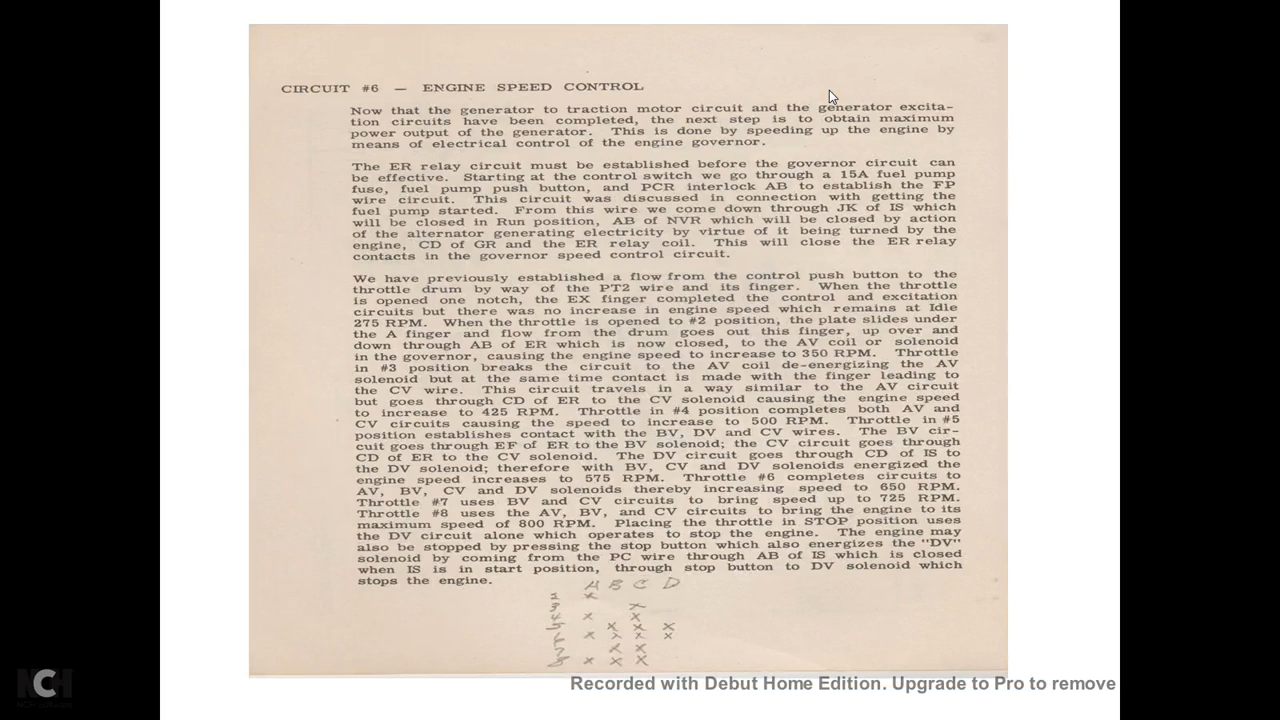 CIRCUIT #6 — ENGINE SPEED CONTROL
Now that the generator to traction motor circuit and the generator excita-
tion circuits have been completed, the next step is to obtain maximum
power output of the generator. This is done by speeding up the engine by
means of electrical control of the engine governor.
The ER relay circuit must be established before the governor circuit can
be effective. Starting at the control switch we go through a 15A fuel pump
fuse, fuel pump push button, and PCR interlock AB to establish the FP
wire circuit. This circuit was discussed in connection with getting the
fuel pump started. From this wire we come down through JK of IS which
will be closed in Run position, AB of NVR which will be closed by action
of the alternator generating electricity by virtue of it being turned by the
engine, CD of GR and the ER relay coil. This will close the ER relay
contacts in the governor speed control circuit.
We have previously established a flow from the control push button to the
throttle drum by way of the PT2 wire and its finger. When the throttle
is opened one notch, the EX finger completed the control and excitation
circuits but there was no increase in engine speed which remains at Idle
275 RPM. When the throttle is opened to #2 position, the plate slides under
the A finger and flow from the drum goes out this finger, up over and
down through AB of ER which is now closed, to the AV coil or solenoid
in the governor, causing the engine speed to increase to 350 RPM. Throttle
in #3 position breaks the circuit to the AV coil de-energizing the AV
solenoid but at the same time contact is made with the finger leading to
the CV wire. This circuit travels in a way similar to the AV circuit
but goes through CD of ER to the CV solenoid causing the engine speed
to increase to 425 RPM. Throttle in #4 position completes both AV and
CV circuits causing the speed to increase to 500 RPM. Throttle in #5
position establishes contact with the BV, DV and CV wires. The BV cir-
cuit goes through EF of ER to the BV solenoid; the CV circuit goes through
CD of ER to the CV solenoid. The DV circuit goes through CD of IS to
the DV solenoid; therefore with BV, CV and DV solenoids energized the
engine speed increases to 575 RPM. Throttle #6 completes circuits to
AV, BV, CV and DV solenoids thereby increasing speed to 650 RPM.
Throttle #7 uses BV and CV circuits to bring speed up to 725 RPM.
Throttle #8 uses the AV, BV, and CV circuits to bring the engine to its
maximum speed of 800 RPM. Placing the throttle in STOP position uses
the DV circuit alone which operates to stop the engine. The engine may
also be stopped by pressing the stop button which also energizes the "DV"
solenoid by coming from the PC wire through AB of IS which is closed
when IS is in start position, through stop button to DV solenoid which
stops the engine.
A B C D
2 x
3 x
4 x x
5 x x x
x x x x
x x
8 x x x
NCH
Recorded with Debut Home Edition. Upgrade to Pro to remove